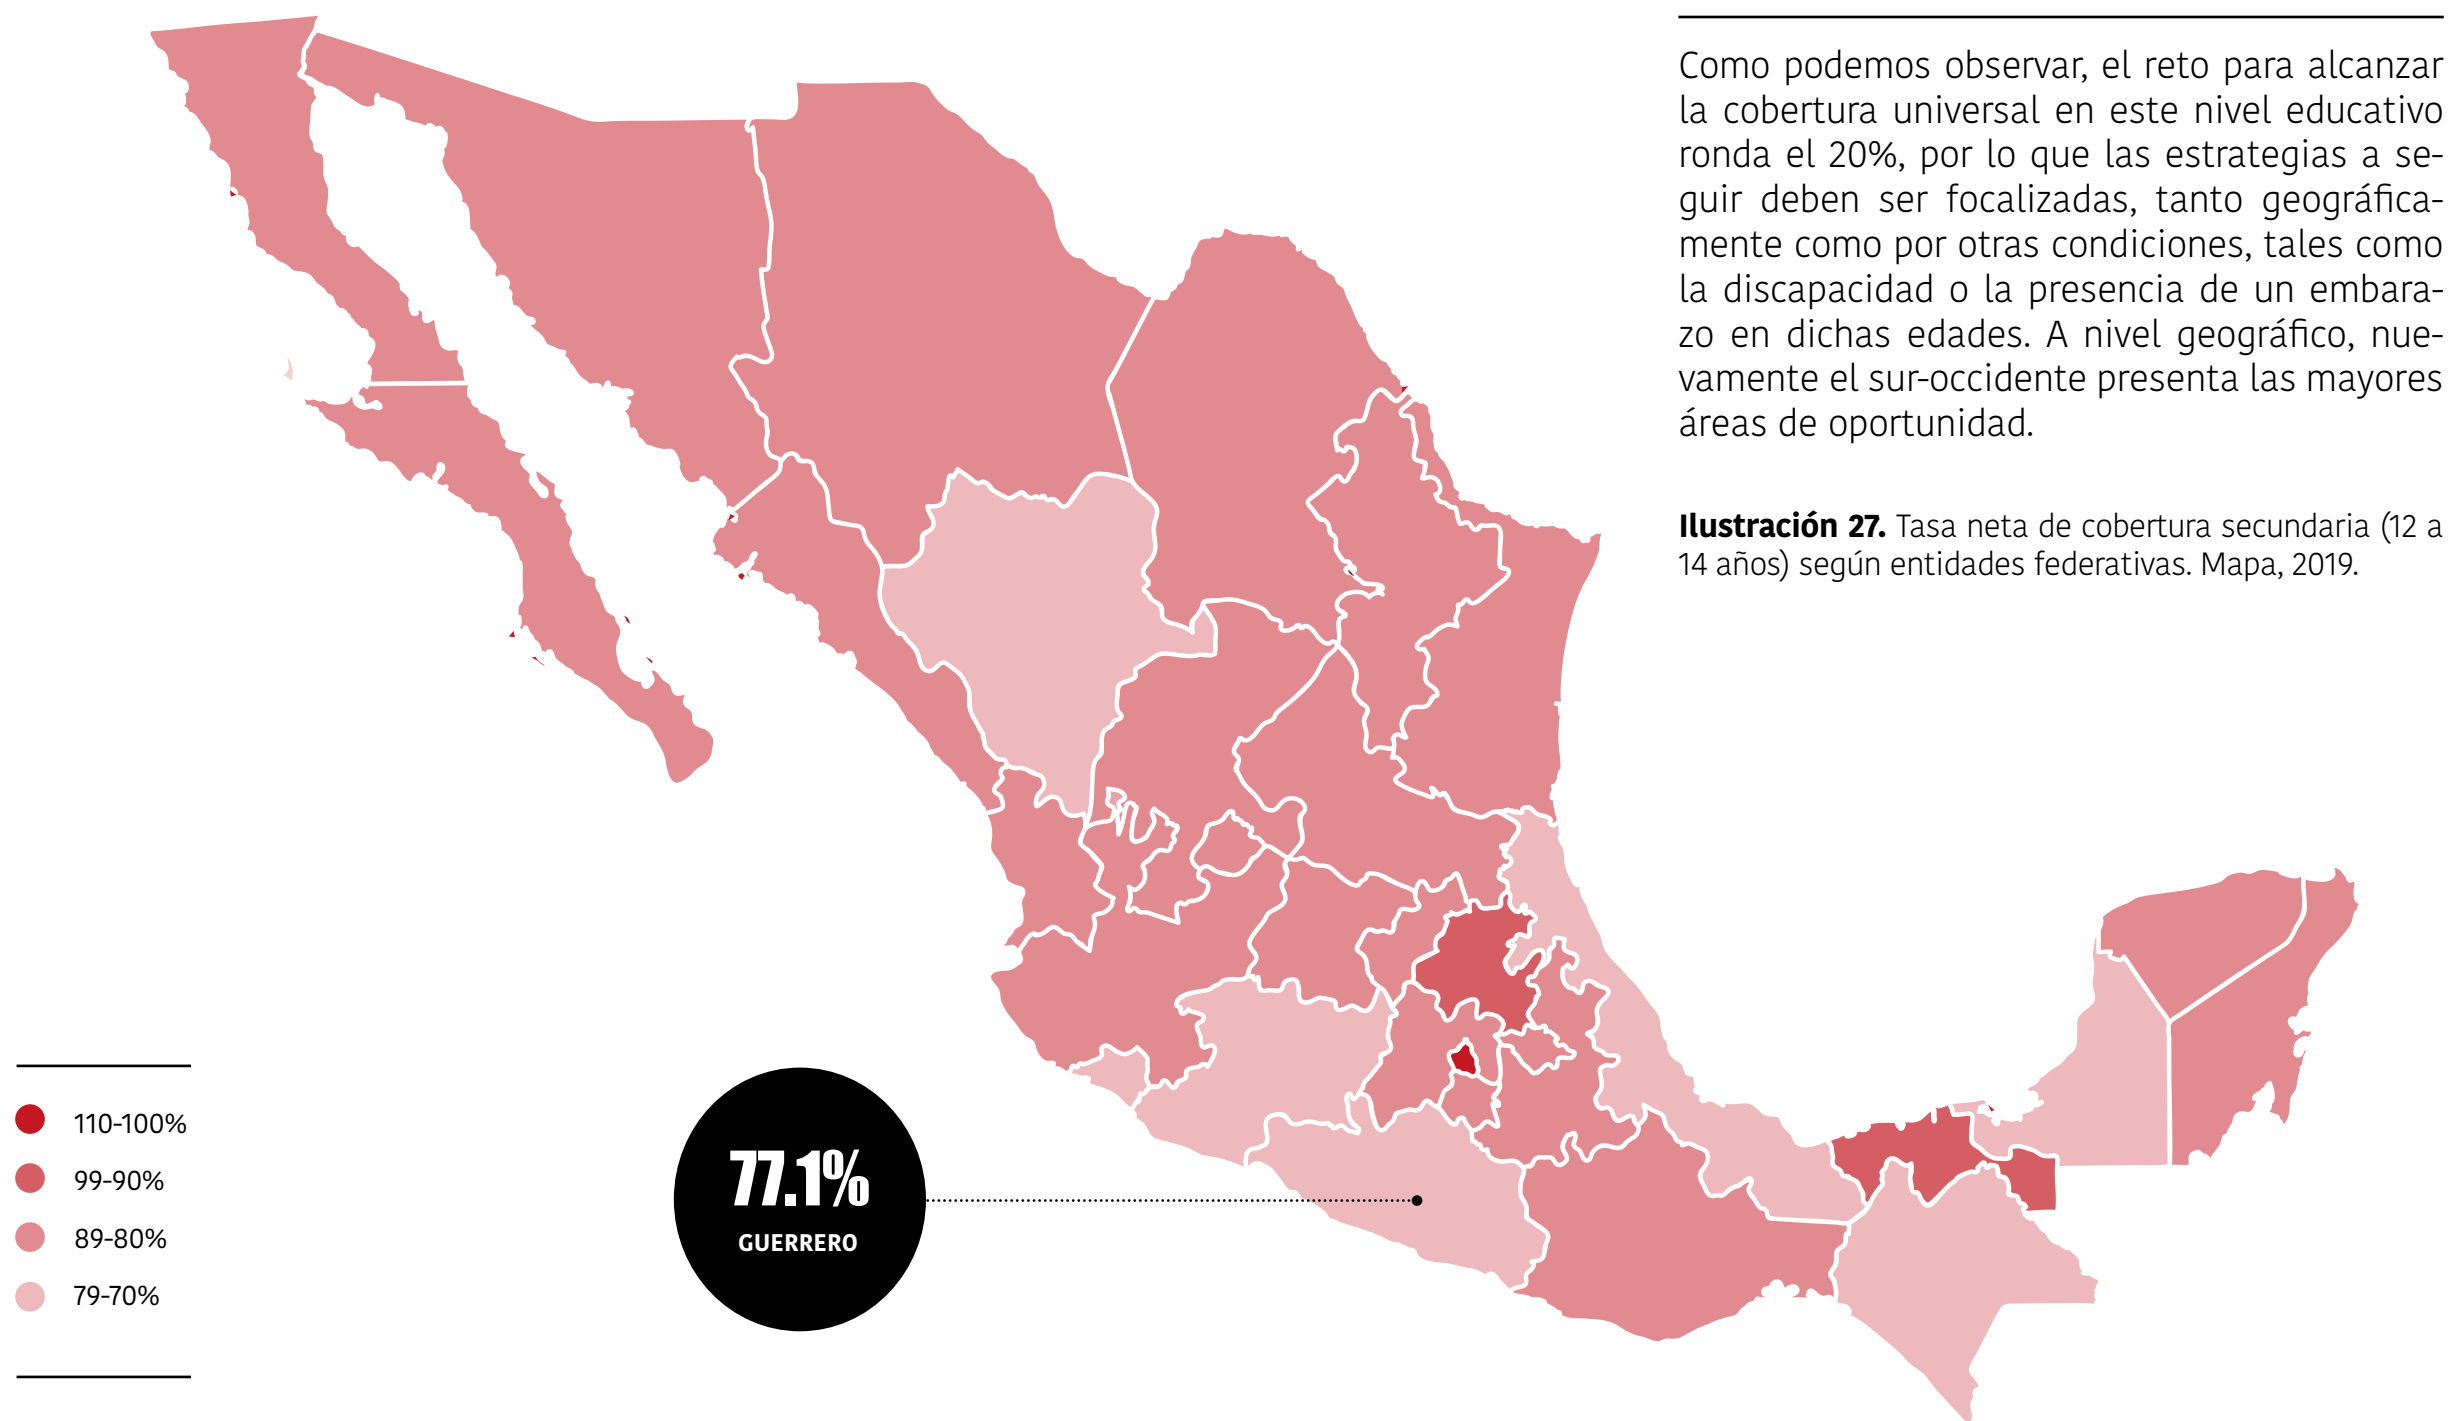 Como podemos observar, el reto para alcanzar
la cobertura universal en este nivel educativo
ronda el 20%, por lo que las estrategias a se-
guir deben ser focalizadas, tanto geográfica-
mente como por otras condiciones, tales como
la discapacidad o la presencia de un embara-
zo en dichas edades. A nivel geográfico, nue-
vamente el sur-occidente presenta las mayores
áreas de oportunidad.
Ilustración 27. Tasa neta de cobertura secundaria (12 a
14 años) según entidades federativas. Mapa, 2019.
110-100%
99-90%
89-80%
79-70%
77.1%
GUERRERO